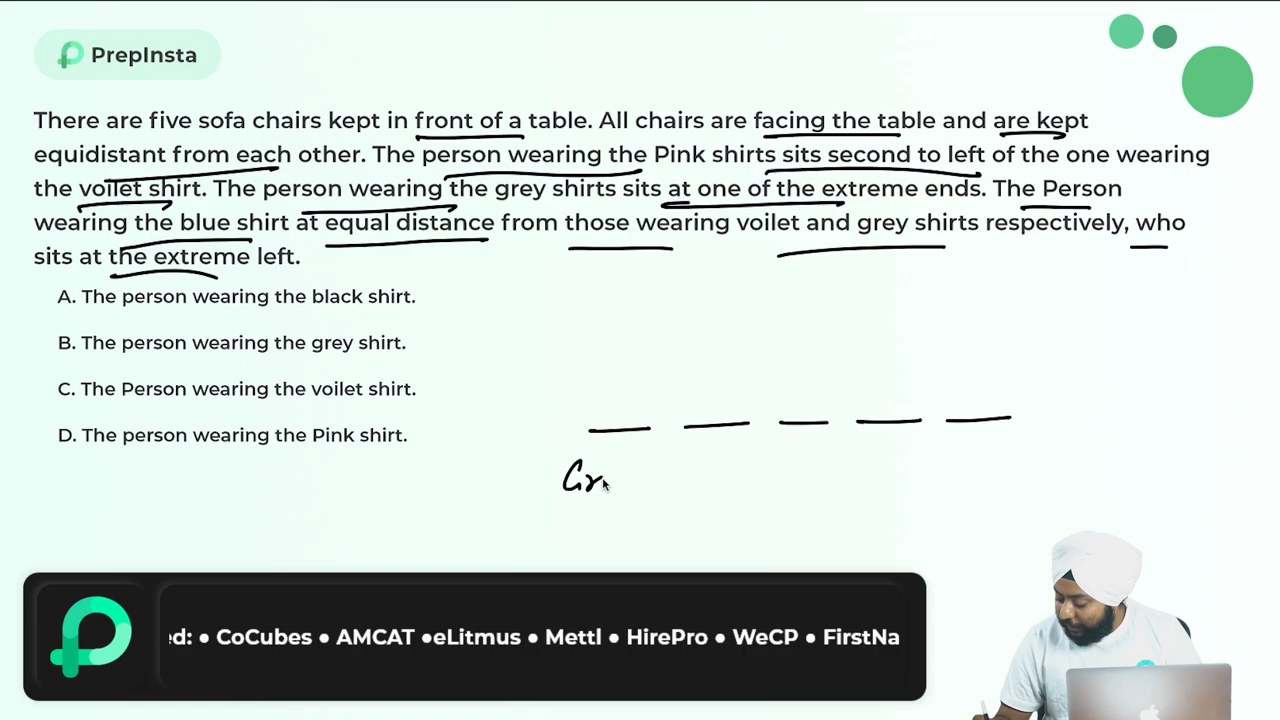 PrepInsta
There are five sofa chairs kept in front of a table. All chairs are facing the table and are kept
equidistant from each other. The person wearing the Pink shirts sits second to left of the one wearing
the voilet shirt. The person wearing the grey shirts sits at one of the extreme ends. The Person
wearing the blue shirt at equal distance from those wearing voilet and grey shirts respectively, who
sits at the extreme left.
A. The person wearing the black shirt.
B. The person wearing the grey shirt.
C. The Person wearing the voilet shirt.
D. The person wearing the Pink shirt.
Gr
ed: • CoCubes • AMCAT •eLitmus • Mettl • HirePro • WeCP • FirstNa